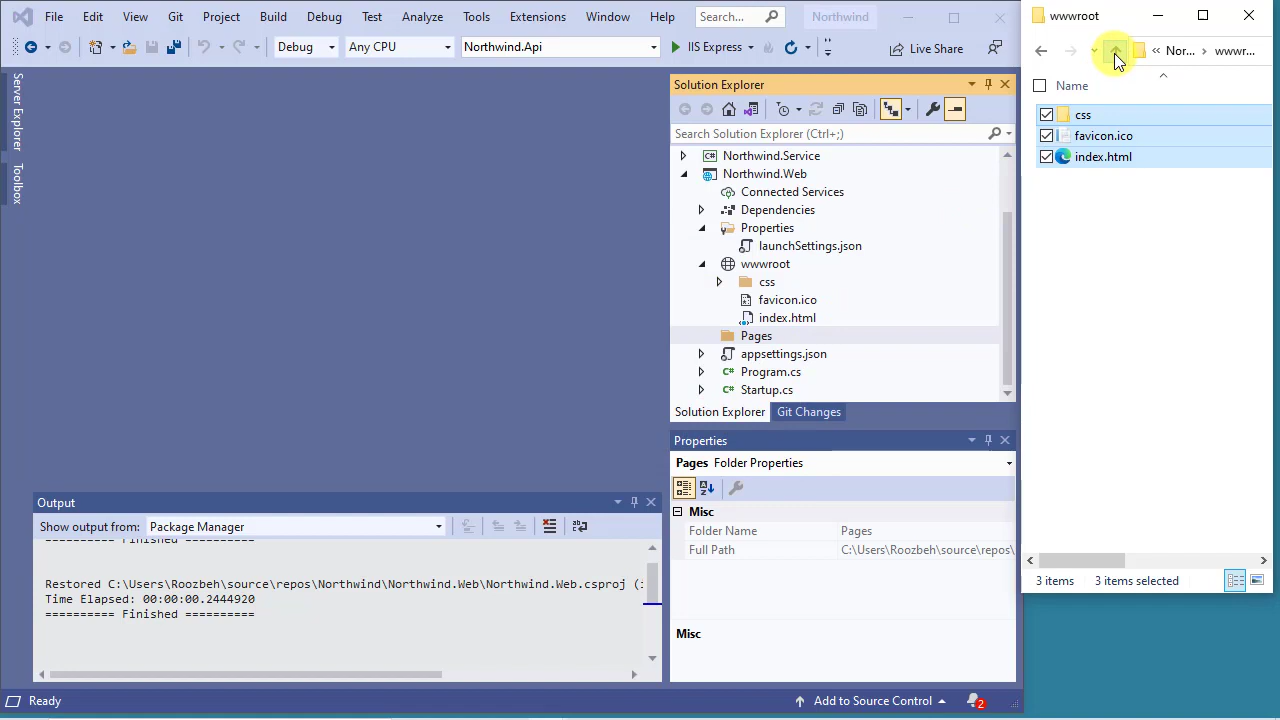 File Edit View Git Project Build Debug Test Analyze Tools Extensions Window Help Search... Northwind
Debug Any CPU Northwind.Api IIS Express Live Share
Server Explorer
Toolbox
Solution Explorer
Search Solution Explorer (Ctrl+;)
Northwind.Service
Northwind.Web
Connected Services
Dependencies
Properties
launchSettings.json
wwwroot
css
favicon.ico
index.html
Pages
appsettings.json
Program.cs
Startup.cs
Solution Explorer Git Changes
Properties
Pages Folder Properties
Misc
Folder Name Pages
Full Path C:\Users\Roozbeh\source\repos\
Misc
Output
Show output from: Package Manager
========== Finished ==========
Restored C:\Users\Roozbeh\source\repos\Northwind\Northwind.Web\Northwind.Web.csproj (
Time Elapsed: 00:00:00.2444920
========== Finished ==========
Ready Add to Source Control 2
wwwroot
« Nor... › wwwr...
Name
css
favicon.ico
index.html
3 items 3 items selected